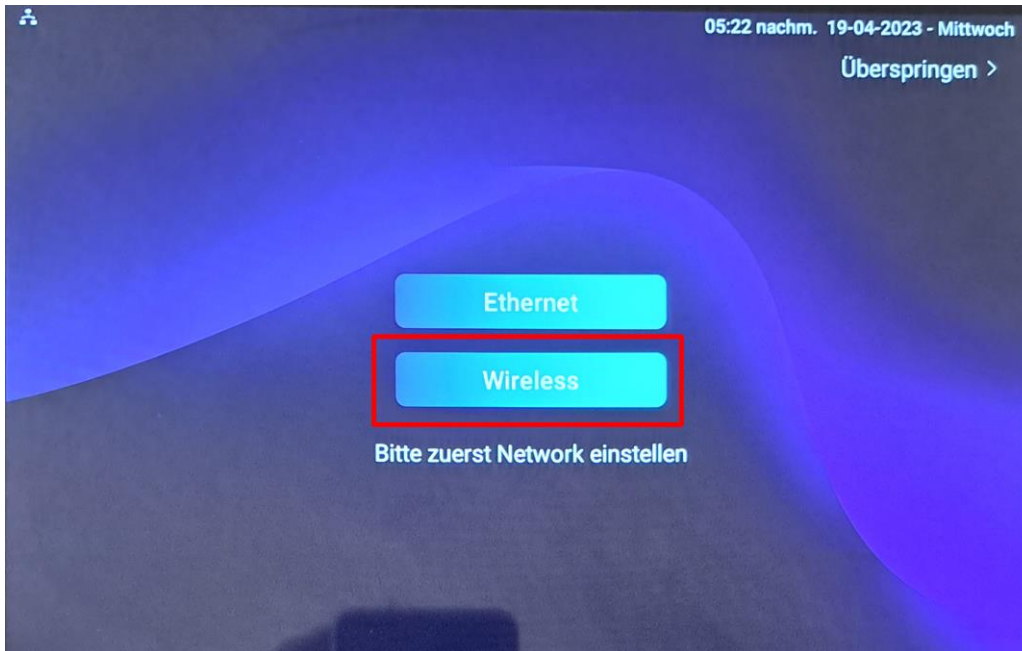 05:22 nachm. 19-04-2023 - Mittwoch
Überspringen >
Ethernet
Wireless
Bitte zuerst Network einstellen